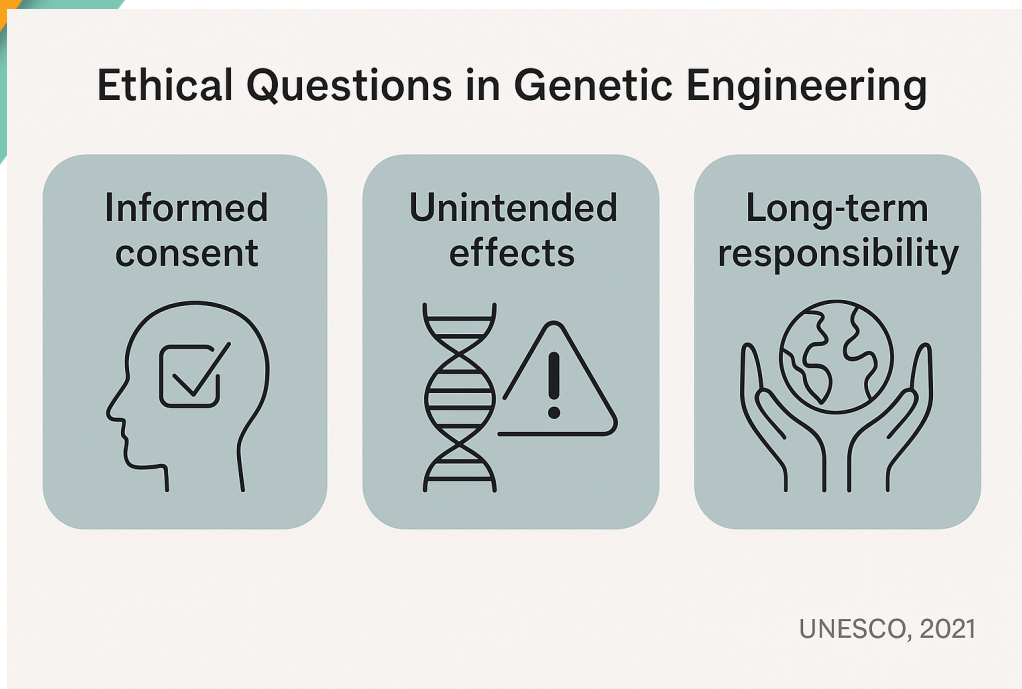 Ethical Questions in Genetic Engineering
Informed
consent
Unintended
effects
Long-term
responsibility
UNESCO, 2021